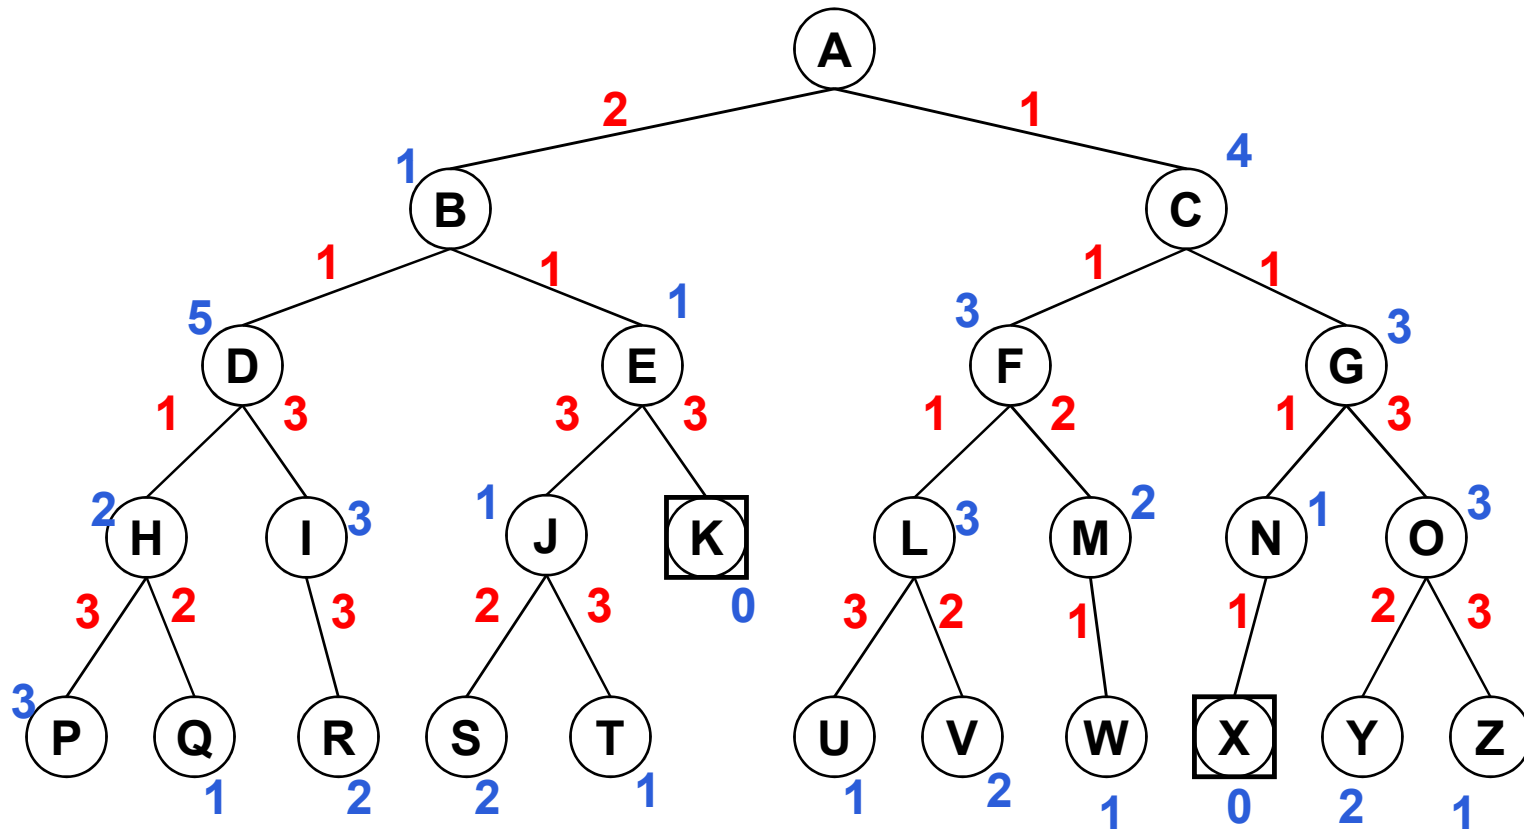 A
2 1
1 4
B C
1 1 1 1
5 1 3 3
D E F G
1 3 3 3 1 2 1 3
2 3 1 3 2 1 3
H I J K L M N O
3 2 3 2 3 0 3 2 1 1 2 3
3
P Q R S T U V W X Y Z
1 2 2 1 1 2 1 0 2 1